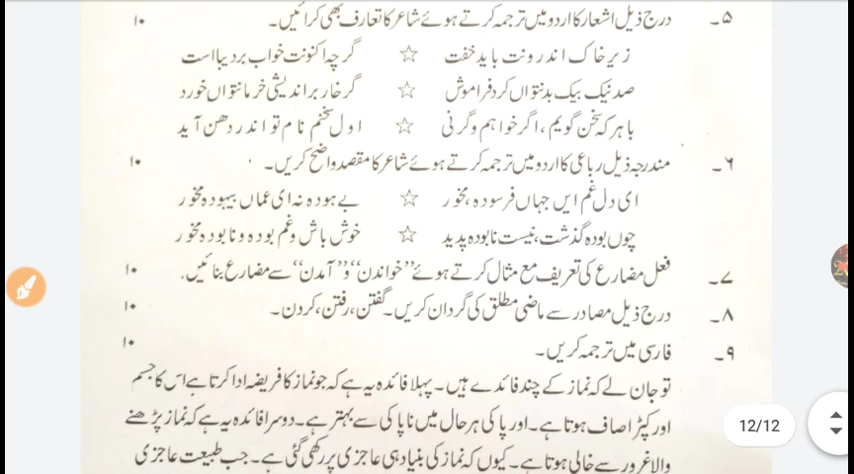 ۵۔ درج ذیل اشعار کا اردو میں ترجمہ کرتے ہوئے شاعر کا تعارف بھی کرائیں۔ ۱۰
زیر خاک اندرونت باید خفت ☆ گرچہ اکنونت خواب بر دیبا است
صد نیک بیک بد نتواں کرد فراموش ☆ گر خار بر اندیشی خرما نتواں خورد
با ہر کہ سخن گویم، اگر خواہم وگرنی ☆ اول سخنم نام تو اندر دھن آید
۶۔ مندرجہ ذیل رباعی کا اردو میں ترجمہ کرتے ہوئے شاعر کا مقصد واضح کریں۔ ۱۰
ای دل غم ایں جہاں فرسودہ مخور ☆ بے ہودہ نہ ای عماں بیہودہ مخور
چوں بودہ گذشت، نیست نابودہ پدید ☆ خوش باش و غم بودہ و نابودہ مخور
۷۔ فعل مضارع کی تعریف مع مثال کرتے ہوئے "خواندن" و "آمدن" سے مضارع بنائیں۔ ۱۰
۸۔ درج ذیل مصادر سے ماضی مطلق کی گردان کریں۔ گفتن، رفتن، کردن۔ ۱۰
۹۔ فارسی میں ترجمہ کریں۔ ۱۰
تو جان لے کہ نماز کے چند فائدے ہیں۔ پہلا فائدہ یہ ہے کہ جو نماز کا فریضہ ادا کرتا ہے اس کا جسم
اور کپڑا صاف ہوتا ہے۔ اور پاکی ہر حال میں ناپاکی سے بہتر ہے۔ دوسرا فائدہ یہ ہے کہ نماز پڑھنے
والا غرور سے خالی ہوتا ہے۔ کیوں کہ نماز کی بنیاد ہی عاجزی پر رکھی گئی ہے۔ جب طبیعت عاجزی
12/12